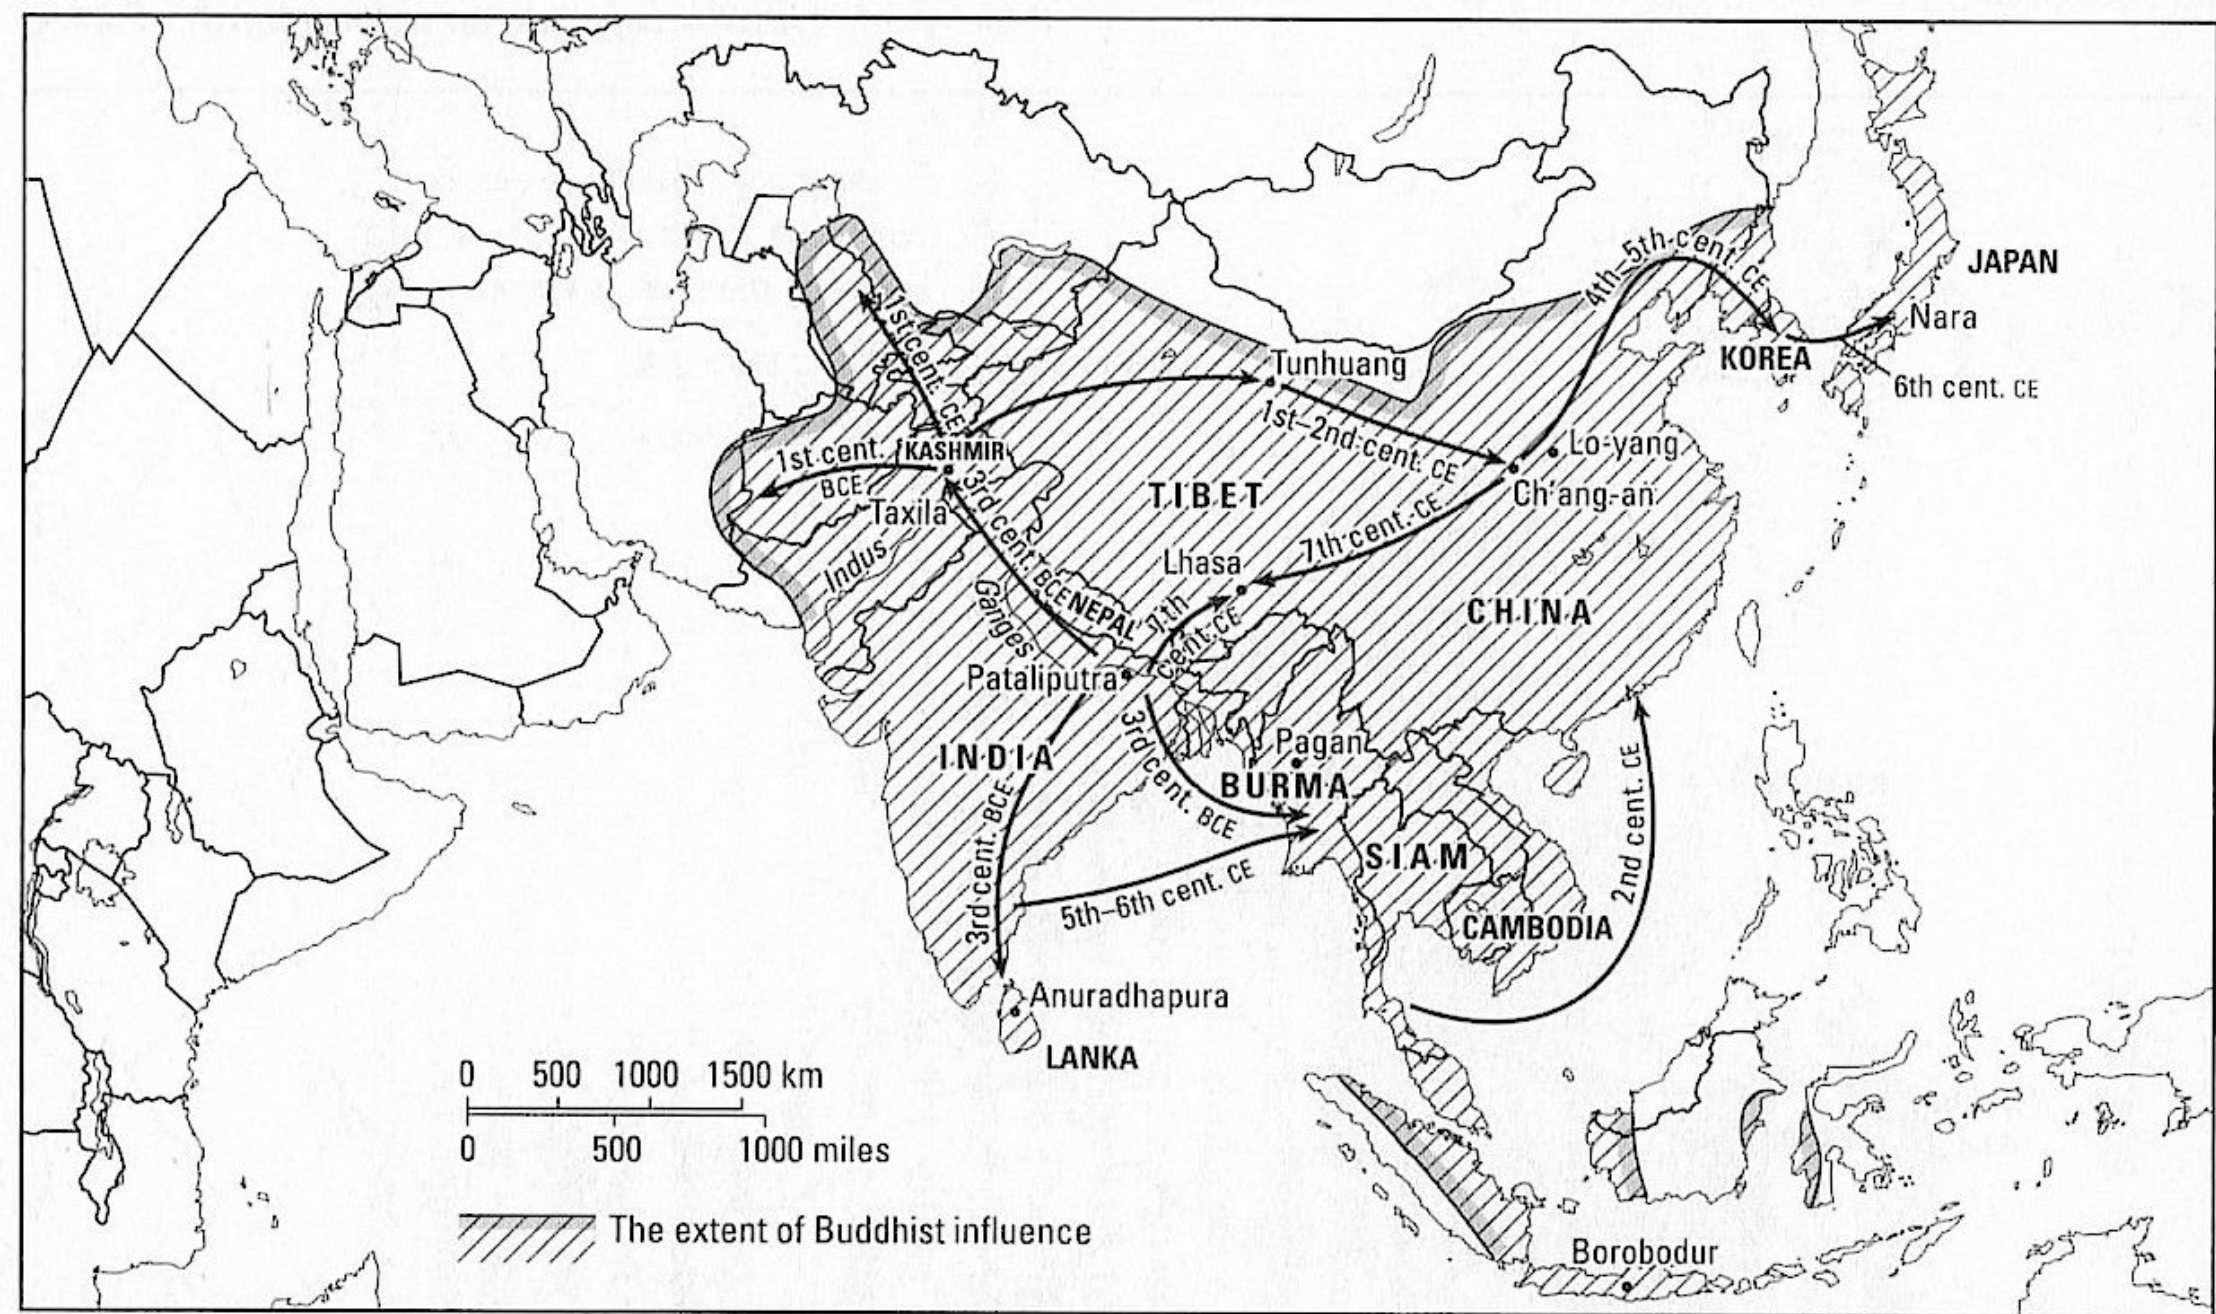 4th–5th cent. CE
JAPAN
Nara
KOREA
6th cent. CE
1st cent. CE
Tunhuang
1st–2nd cent. CE
Lo-yang
Ch'ang-an
1st cent.
BCE
KASHMIR
Taxila
3rd cent. BCE
TIBET
7th cent. CE
Lhasa
Indus
Ganges
NEPAL
7th
cent. CE
CHINA
Pataliputra
INDIA
3rd cent. BCE
Pagan
BURMA
3rd cent. BCE
5th–6th cent. CE
SIAM
CAMBODIA
2nd cent. CE
Anuradhapura
LANKA
0 500 1000 1500 km
0 500 1000 miles
The extent of Buddhist influence
Borobodur